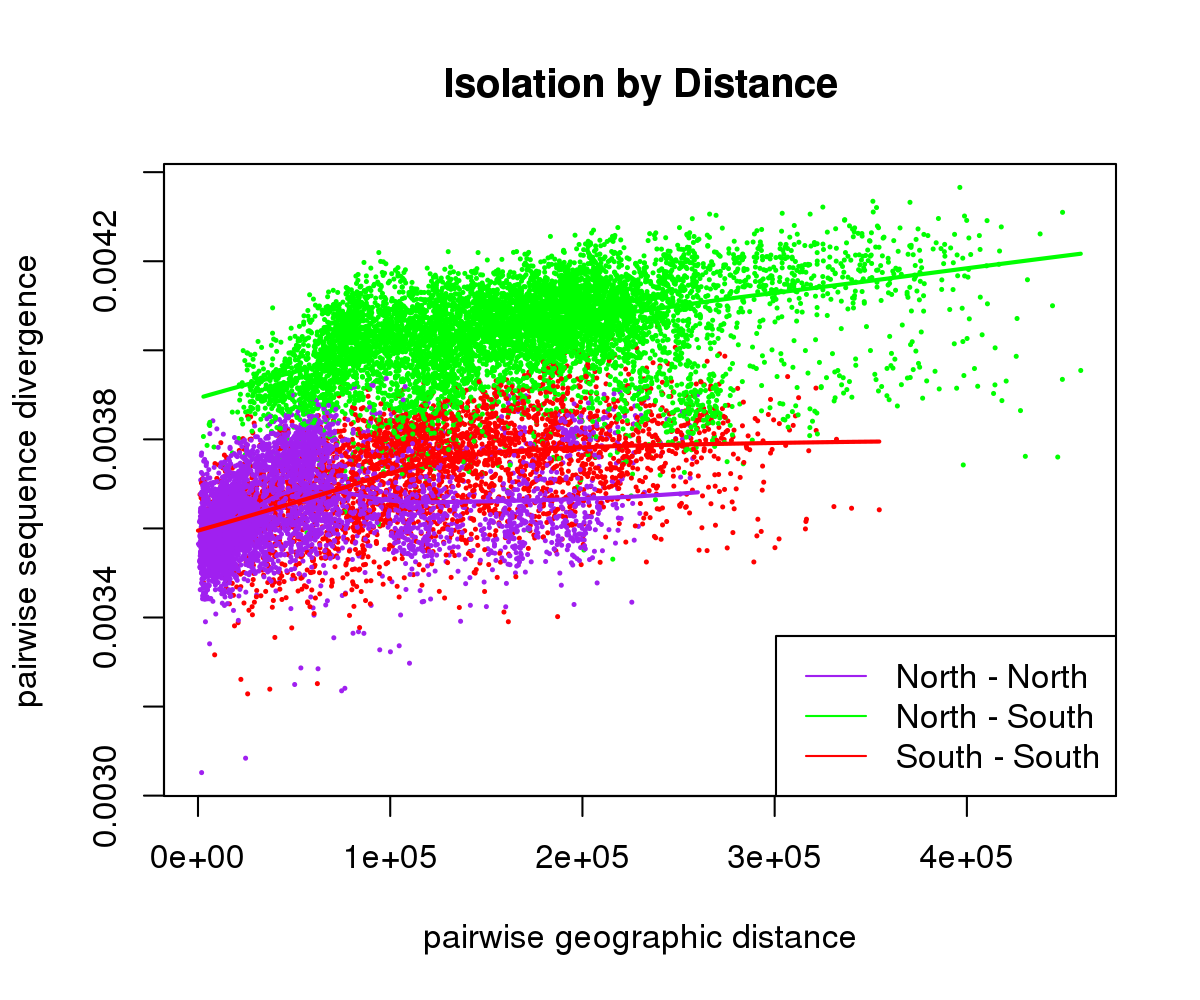 Isolation by Distance
pairwise sequence divergence
0.0042
0.0038
0.0034
0.0030
North - North
North - South
South - South
0e+00 1e+05 2e+05 3e+05 4e+05
pairwise geographic distance